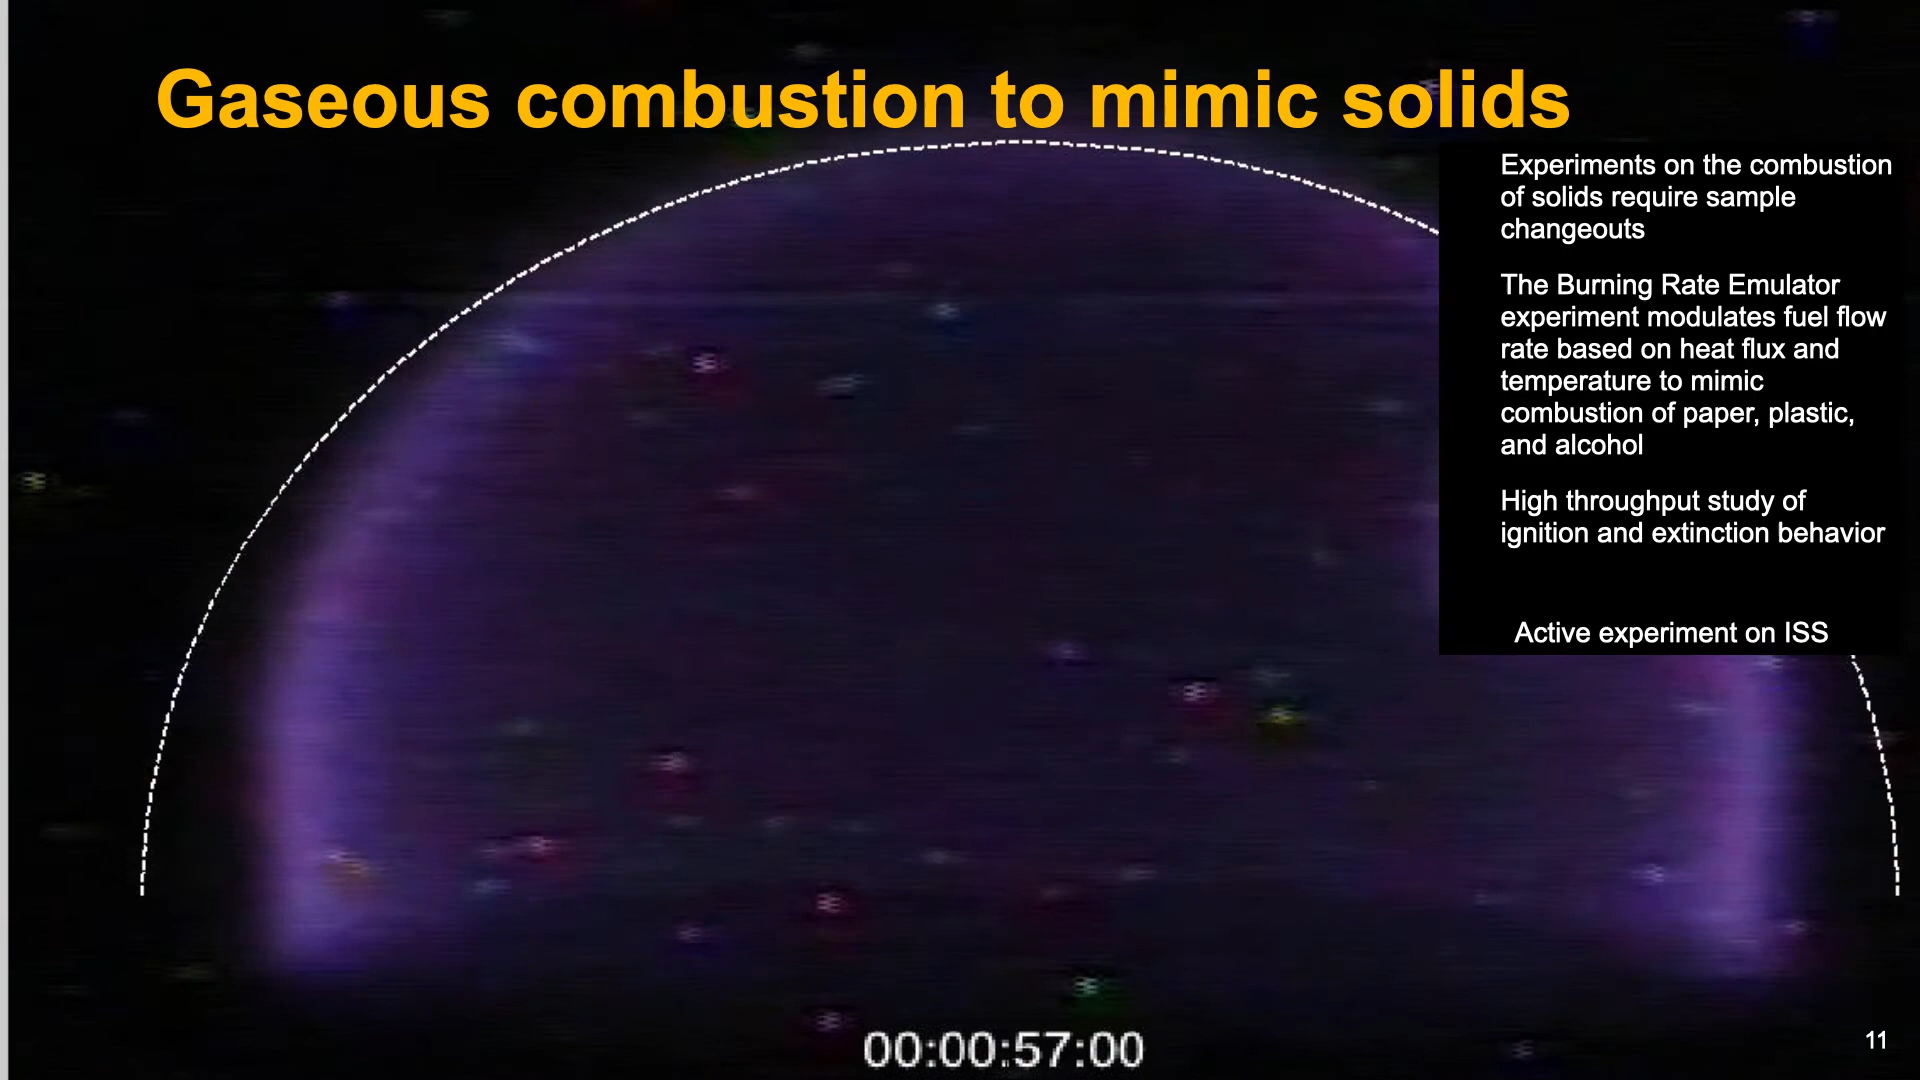 Gaseous combustion to mimic solids
Experiments on the combustion
of solids require sample
changeouts
The Burning Rate Emulator
experiment modulates fuel flow
rate based on heat flux and
temperature to mimic
combustion of paper, plastic,
and alcohol
High throughput study of
ignition and extinction behavior
Active experiment on ISS
00:00:57:00
11